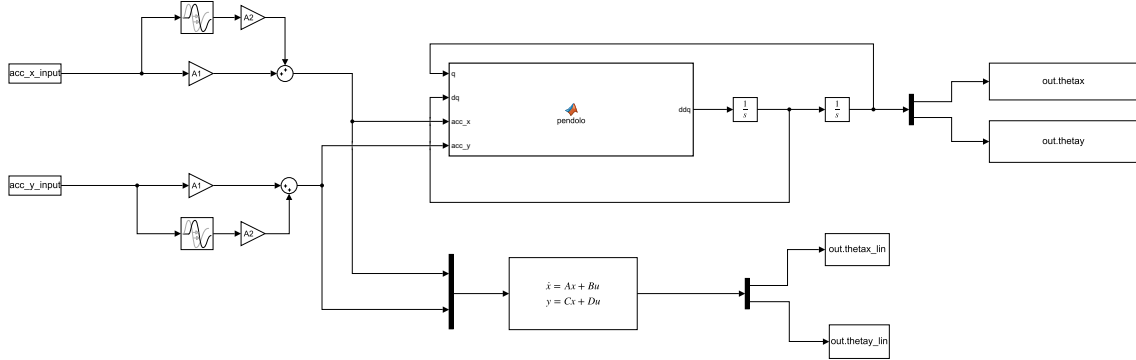 A2
acc_x_input
A1
q
dq
acc_x
acc_y
pendolo
ddq
1
s
1
s
out.thetax
out.thetay
acc_y_input
A1
A2
ẋ = Ax + Bu
y = Cx + Du
out.thetax_lin
out.thetay_lin